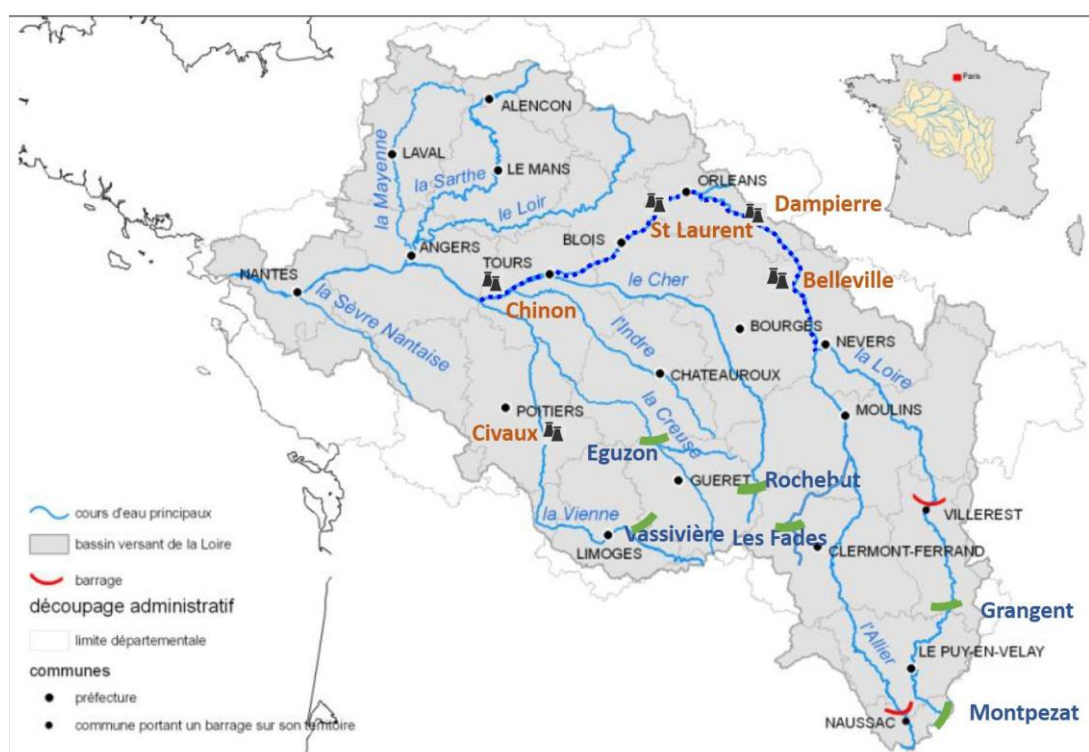 Paris
ALENCON
la Mayenne
LAVAL
la Sarthe
LE MANS
le Loir
ORLEANS
Dampierre
St Laurent
ANGERS
BLOIS
TOURS
NANTES
la Sèvre Nantaise
Chinon
le Cher
Belleville
BOURGES
NEVERS
l'Indre
la Loire
CHATEAUROUX
la Creuse
MOULINS
POITIERS
Civaux
Eguzon
GUERET
Rochebut
la Vienne
Vassivière
Les Fades
VILLEREST
LIMOGES
CLERMONT-FERRAND
Grangent
l'Allier
LE PUY-EN-VELAY
Montpezat
NAUSSAC
cours d'eau principaux
bassin versant de la Loire
barrage
découpage administratif
limite départementale
communes
préfecture
commune portant un barrage sur son territoire